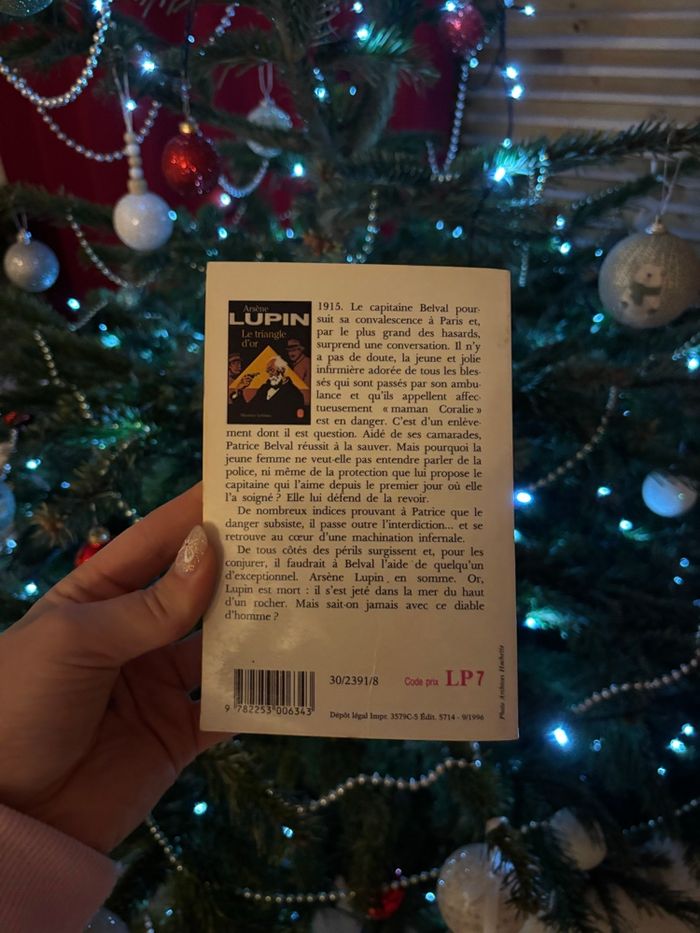 Arsène
LUPIN
Le triangle
d'or
Maurice Leblanc
1915. Le capitaine Belval pour-
suit sa convalescence à Paris et,
par le plus grand des hasards,
surprend une conversation. Il n'y
a pas de doute, la jeune et jolie
infirmière adorée de tous les bles-
sés qui sont passés par son ambu-
lance et qu'ils appellent affec-
tueusement « maman Coralie »
est en danger. C'est d'un enlève-
ment dont il est question. Aidé de ses camarades,
Patrice Belval réussit à la sauver. Mais pourquoi la
jeune femme ne veut-elle pas entendre parler de la
police, ni même de la protection que lui propose le
capitaine qui l'aime depuis le premier jour où elle
l'a soigné ? Elle lui défend de la revoir.
De nombreux indices prouvant à Patrice que le
danger subsiste, il passe outre l'interdiction... et se
retrouve au cœur d'une machination infernale.
De tous côtés des périls surgissent et, pour les
conjurer, il faudrait à Belval l'aide de quelqu'un
d'exceptionnel. Arsène Lupin en somme. Or,
Lupin est mort : il s'est jeté dans la mer du haut
d'un rocher. Mais sait-on jamais avec ce diable
d'homme ?
30/2391/8
Code prix LP7
9 782253 006343
Dépôt légal Impr. 3579C-5 Édit. 5714 - 9/1996
Photo Archives Hachette